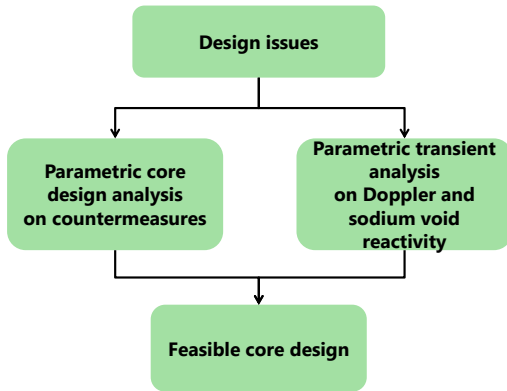 Design issues
Parametric core
design analysis
on countermeasures
Parametric transient
analysis
on Doppler and
sodium void
reactivity
Feasible core design